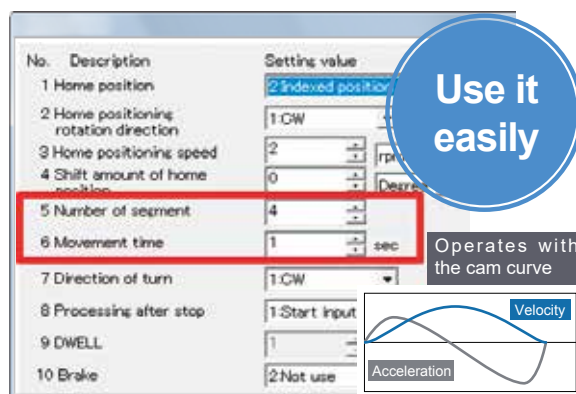 No. Description Setting value
1 Home position 2:Indexed position
2 Home positioning
rotation direction 1:CW
3 Home positioning speed 2 rpm
4 Shift amount of home
position 0 Degree
5 Number of segment 4
6 Movement time 1 sec
7 Direction of turn 1:CW
8 Processing after stop 1:Start input
9 DWELL 1
10 Brake 2:Not use
Use it
easily
Operates with
the cam curve
Velocity
Acceleration